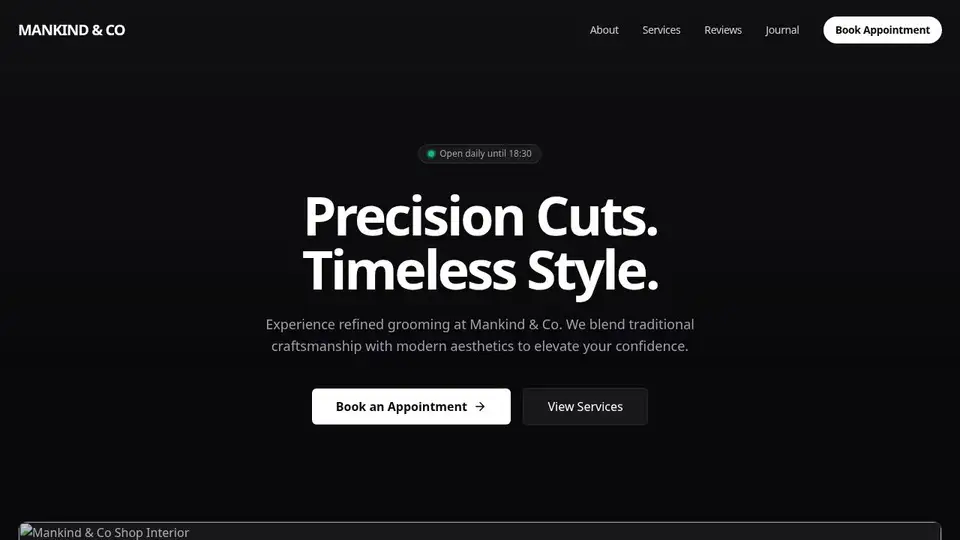 MANKIND & CO
About
Services
Reviews
Journal
Book Appointment
Open daily until 18:30
Precision Cuts.
Timeless Style.
Experience refined grooming at Mankind & Co. We blend traditional
craftsmanship with modern aesthetics to elevate your confidence.
Book an Appointment
View Services
Mankind & Co Shop Interior